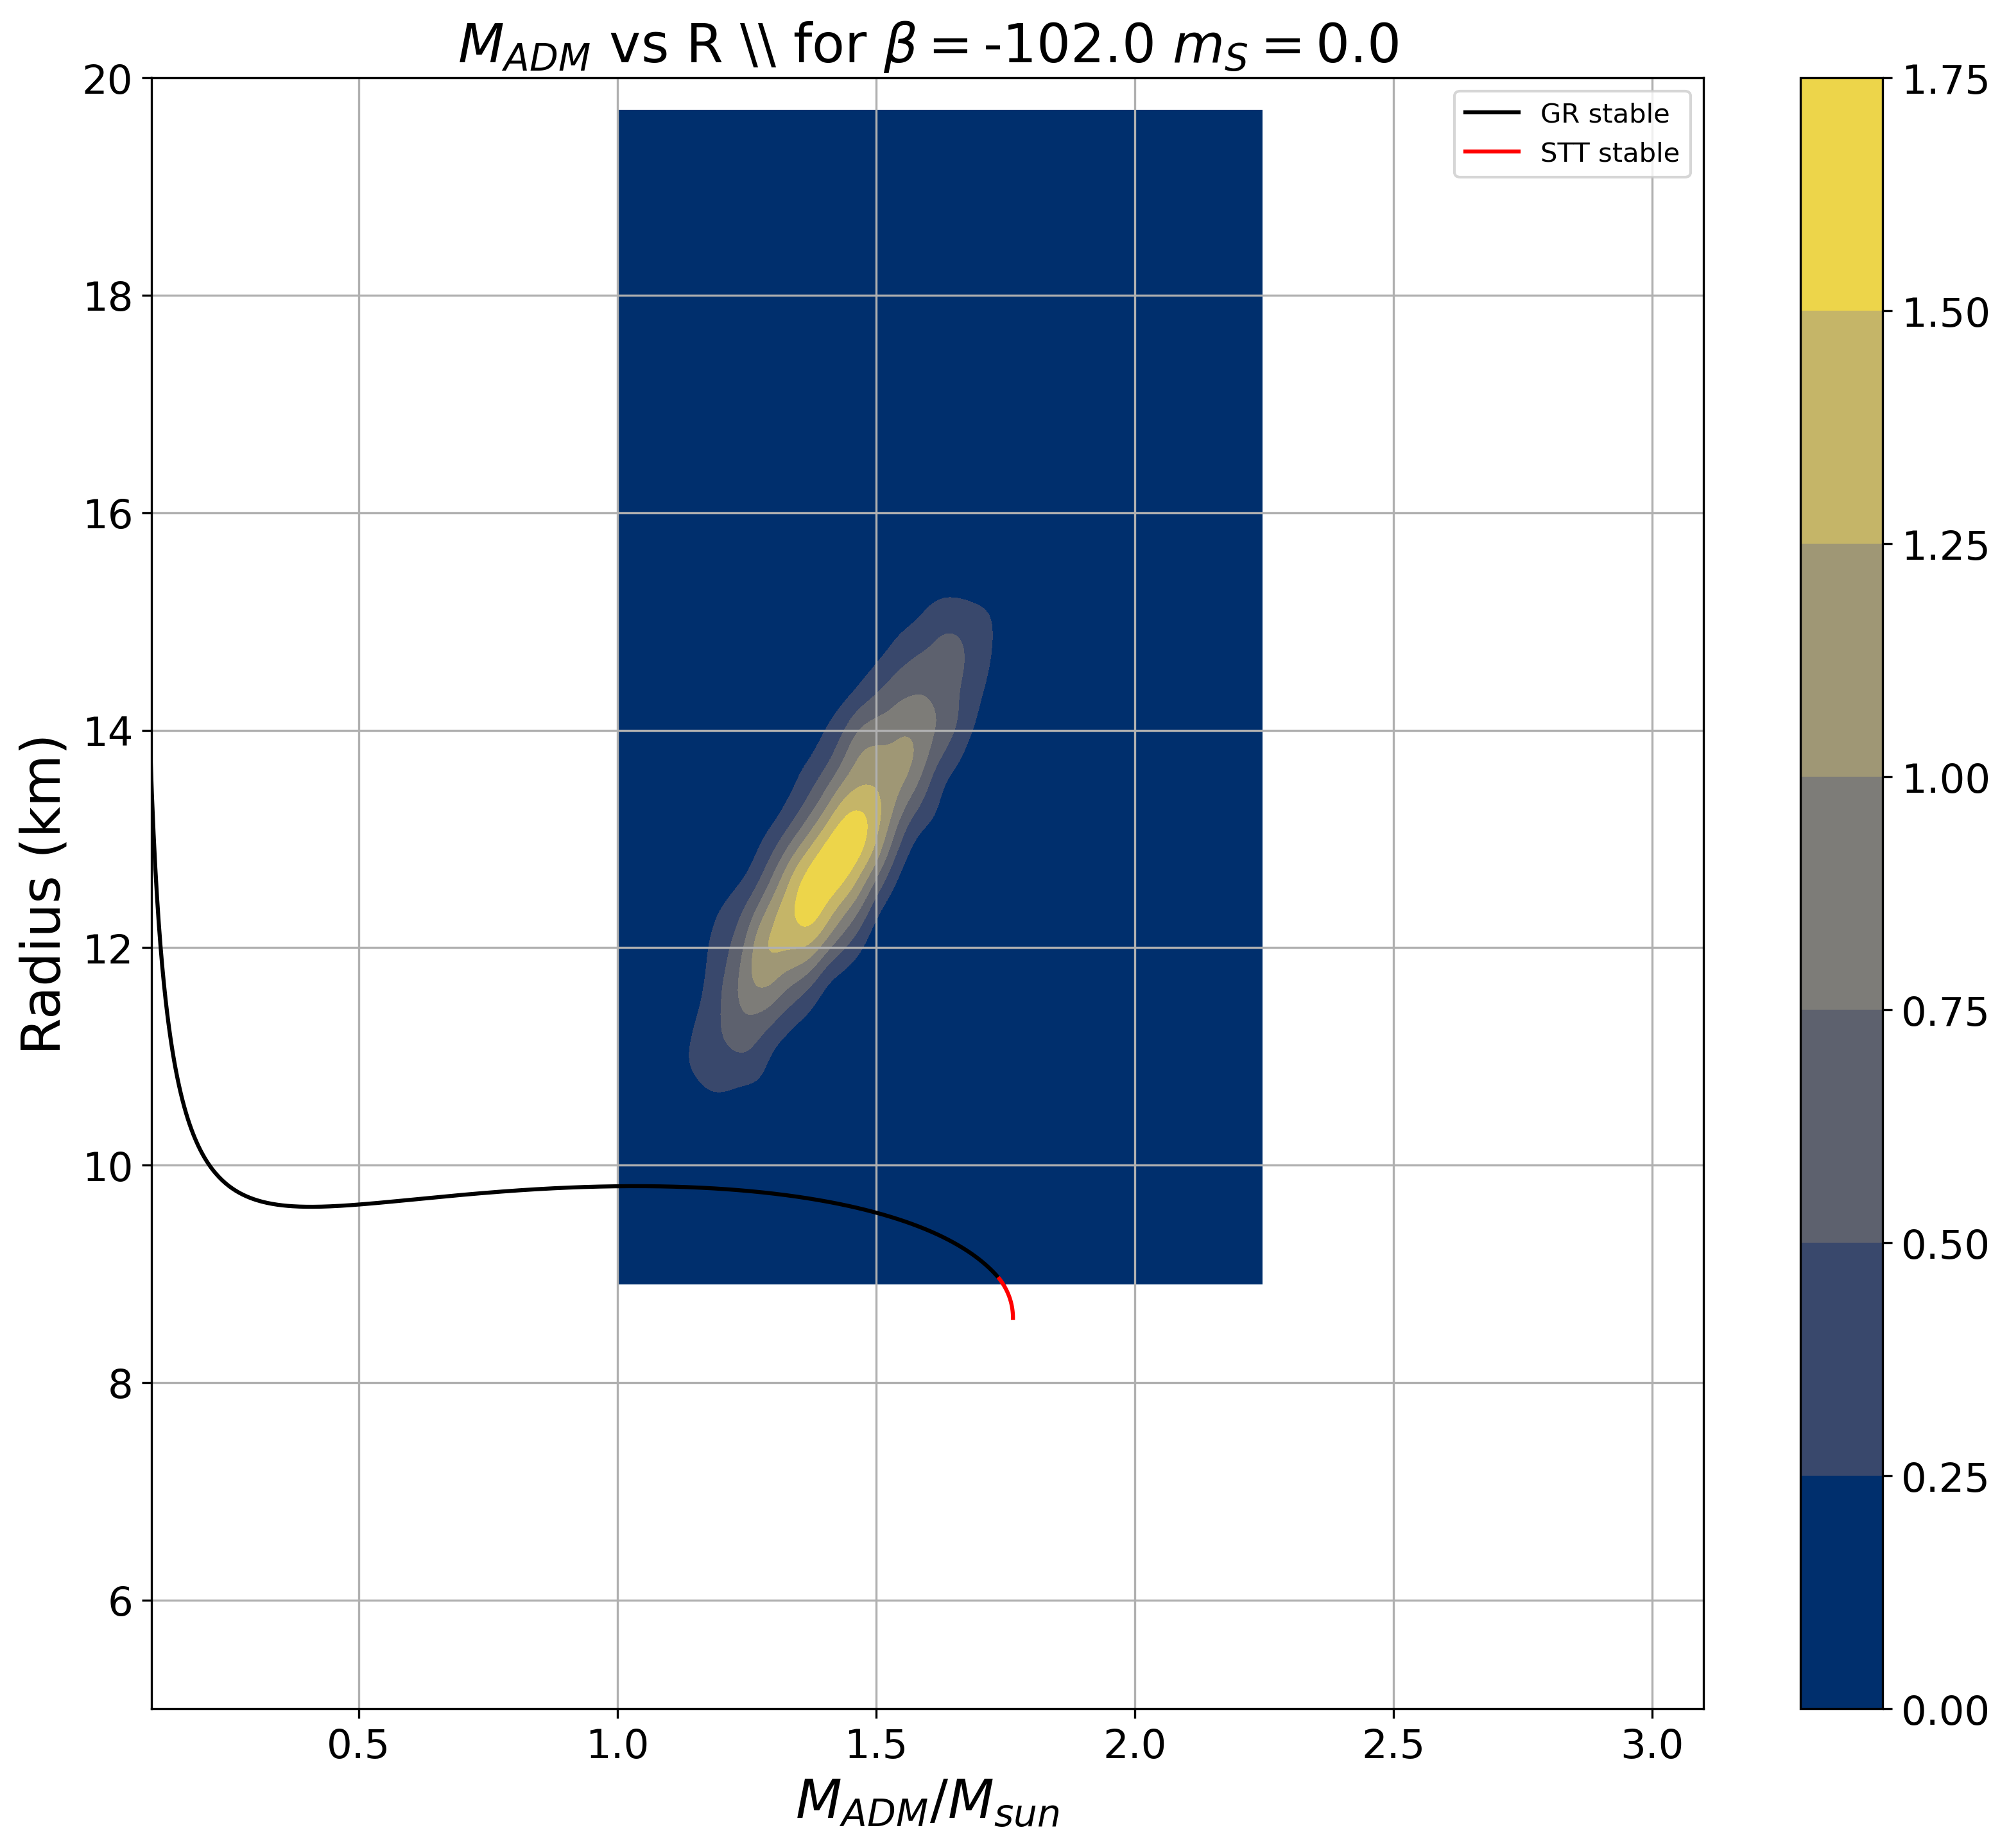 M_ADM vs R \\ for β = -102.0 m_S = 0.0
GR stable
STT stable
Radius (km)
20
18
16
14
12
10
8
6
0.5 1.0 1.5 2.0 2.5 3.0
M_ADM/M_sun
1.75
1.50
1.25
1.00
0.75
0.50
0.25
0.00